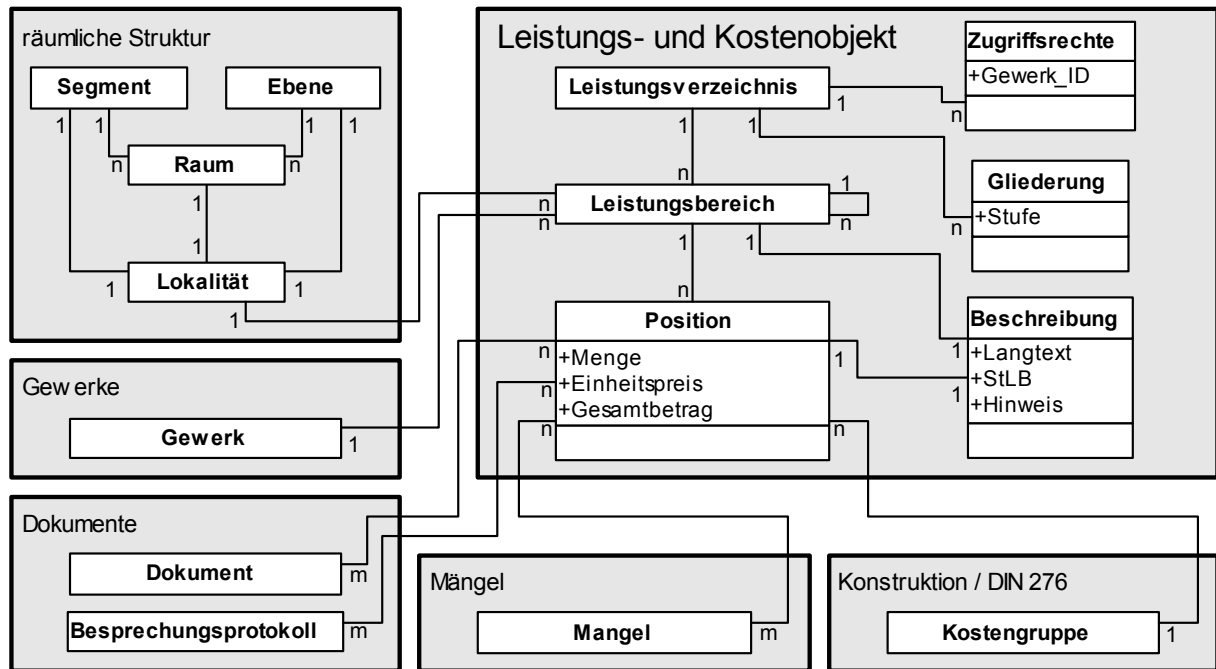 räumliche Struktur
Segment
Ebene
1
1
1
1
n
Raum
n
1
1
1
Lokalität
1
1
Gewerke
Gewerk
1
Dokumente
Dokument
m
Besprechungsprotokoll
m
Leistungs- und Kostenobjekt
Leistungsverzeichnis
1
1
1
n
n
Leistungsbereich
1
n
n
1
1
n
Position
n
+Menge
1
n
+Einheitspreis
+Gesamtbetrag
n
n
Zugriffsrechte
+Gewerk_ID
n
Gliederung
+Stufe
n
Beschreibung
1
+Langtext
+StLB
1
+Hinweis
Mängel
Mangel
m
Konstruktion / DIN 276
Kostengruppe
1